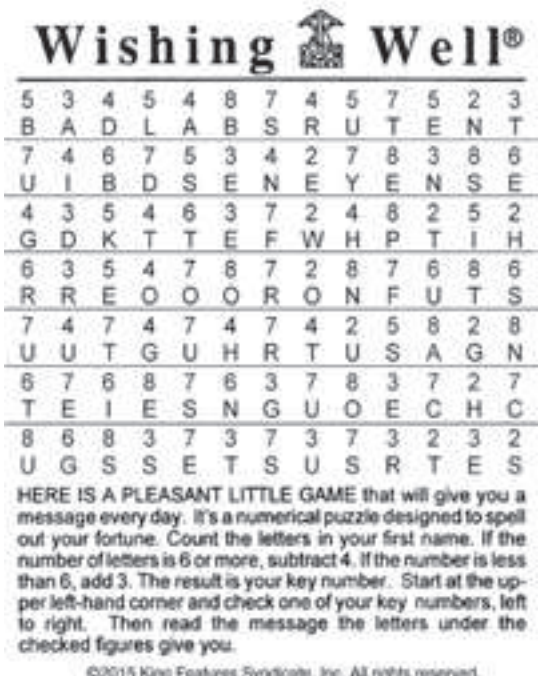 Wishing Well®
5 3 4 5 4 8 7 4 5 7 5 2 3
B A D L A B S R U T E N T
7 4 6 7 5 3 4 2 7 8 3 8 6
U I B D S E N E Y E N S E
4 3 5 4 6 3 7 2 4 8 2 5 2
G D K T T E F W H P T I H
6 3 5 4 7 8 7 2 8 7 6 8 6
R R E O O O R O N F U T S
7 4 7 4 7 4 7 4 2 5 8 2 8
U U T G U H R T U S A G N
6 7 6 8 7 6 3 7 8 3 7 2 7
T E I E S N G U O E C H C
8 6 8 3 7 3 7 3 7 3 2 3 2
U G S S E T S U S R T E S
HERE IS A PLEASANT LITTLE GAME that will give you a
message every day. It's a numerical puzzle designed to spell
out your fortune. Count the letters in your first name. If the
number of letters is 6 or more, subtract 4. If the number is less
than 6, add 3. The result is your key number. Start at the up-
per left-hand corner and check one of your key numbers, left
to right. Then read the message the letters under the
checked figures give you.
©2015 King Features Syndicate, Inc. All rights reserved.